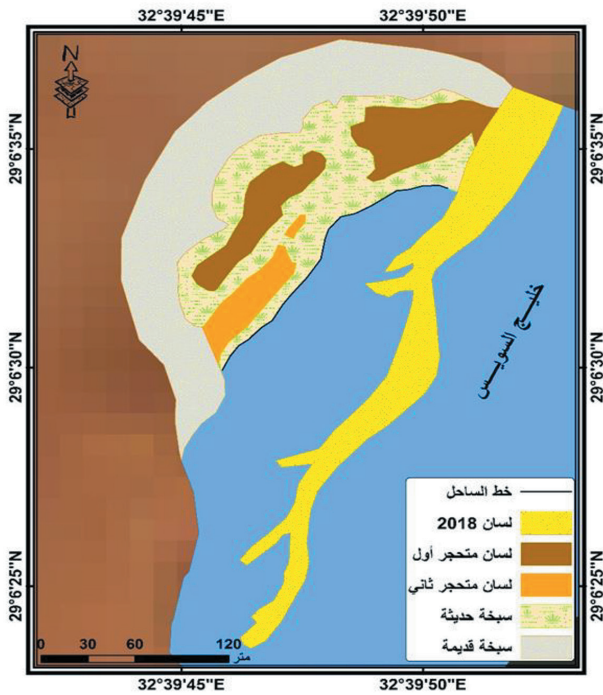 32°39'45"E 32°39'50"E
N
29°6'35"N 29°6'35"N
خليـج السويـس
29°6'30"N 29°6'30"N
خط الساحل
لسان 2018
لسان متحجر أول
29°6'25"N 29°6'25"N
لسان متحجر ثاني
سبخة حديثة
سبخة قديمة
0 30 60 120
متر
32°39'45"E 32°39'50"E